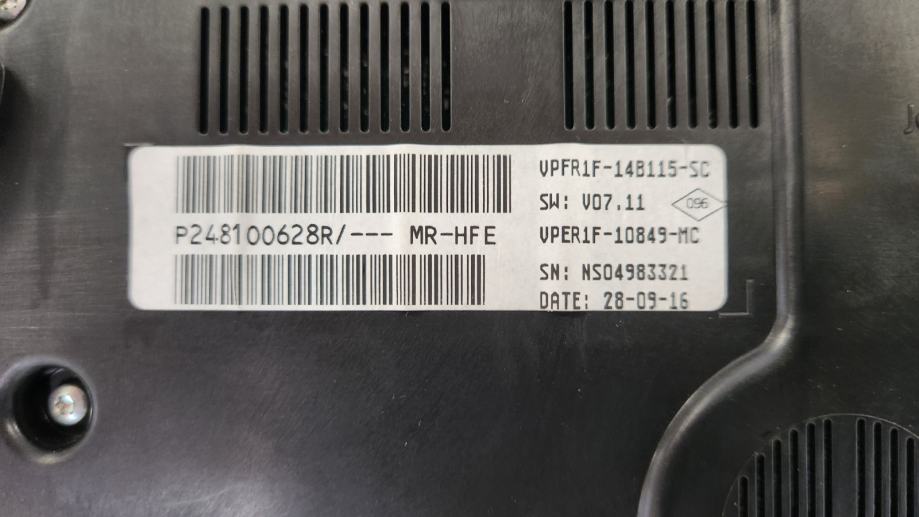 VPFR1F-14B115-SC
SW: V07.11
096
P248100628R/--- MR-HFE
VPER1F-10849-MC
SN: NS04983321
DATE: 28-09-16